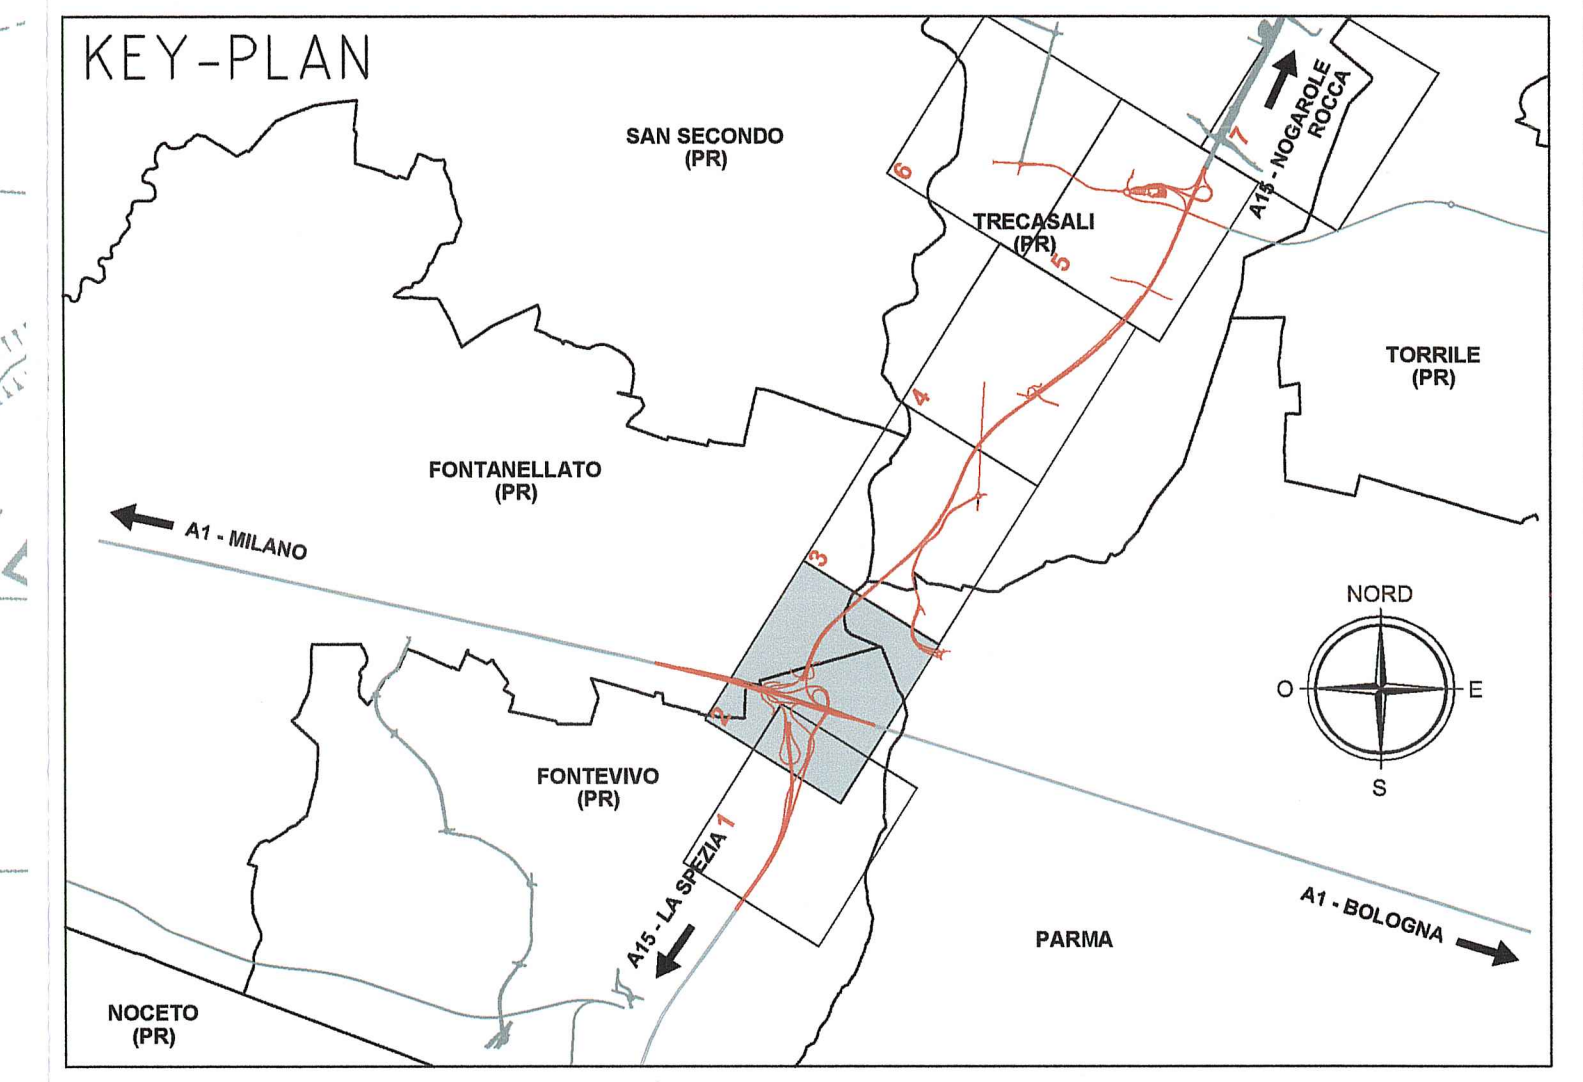 KEY-PLAN
SAN SECONDO
(PR)
A15 - NOGAROLE
ROCCA
7
6
TRECASALI
(PR)
5
TORRILE
(PR)
4
FONTANELLATO
(PR)
A1 - MILANO
3
NORD
O
E
S
2
FONTEVIVO
(PR)
1
A15 - LA SPEZIA
A1 - BOLOGNA
PARMA
NOCETO
(PR)